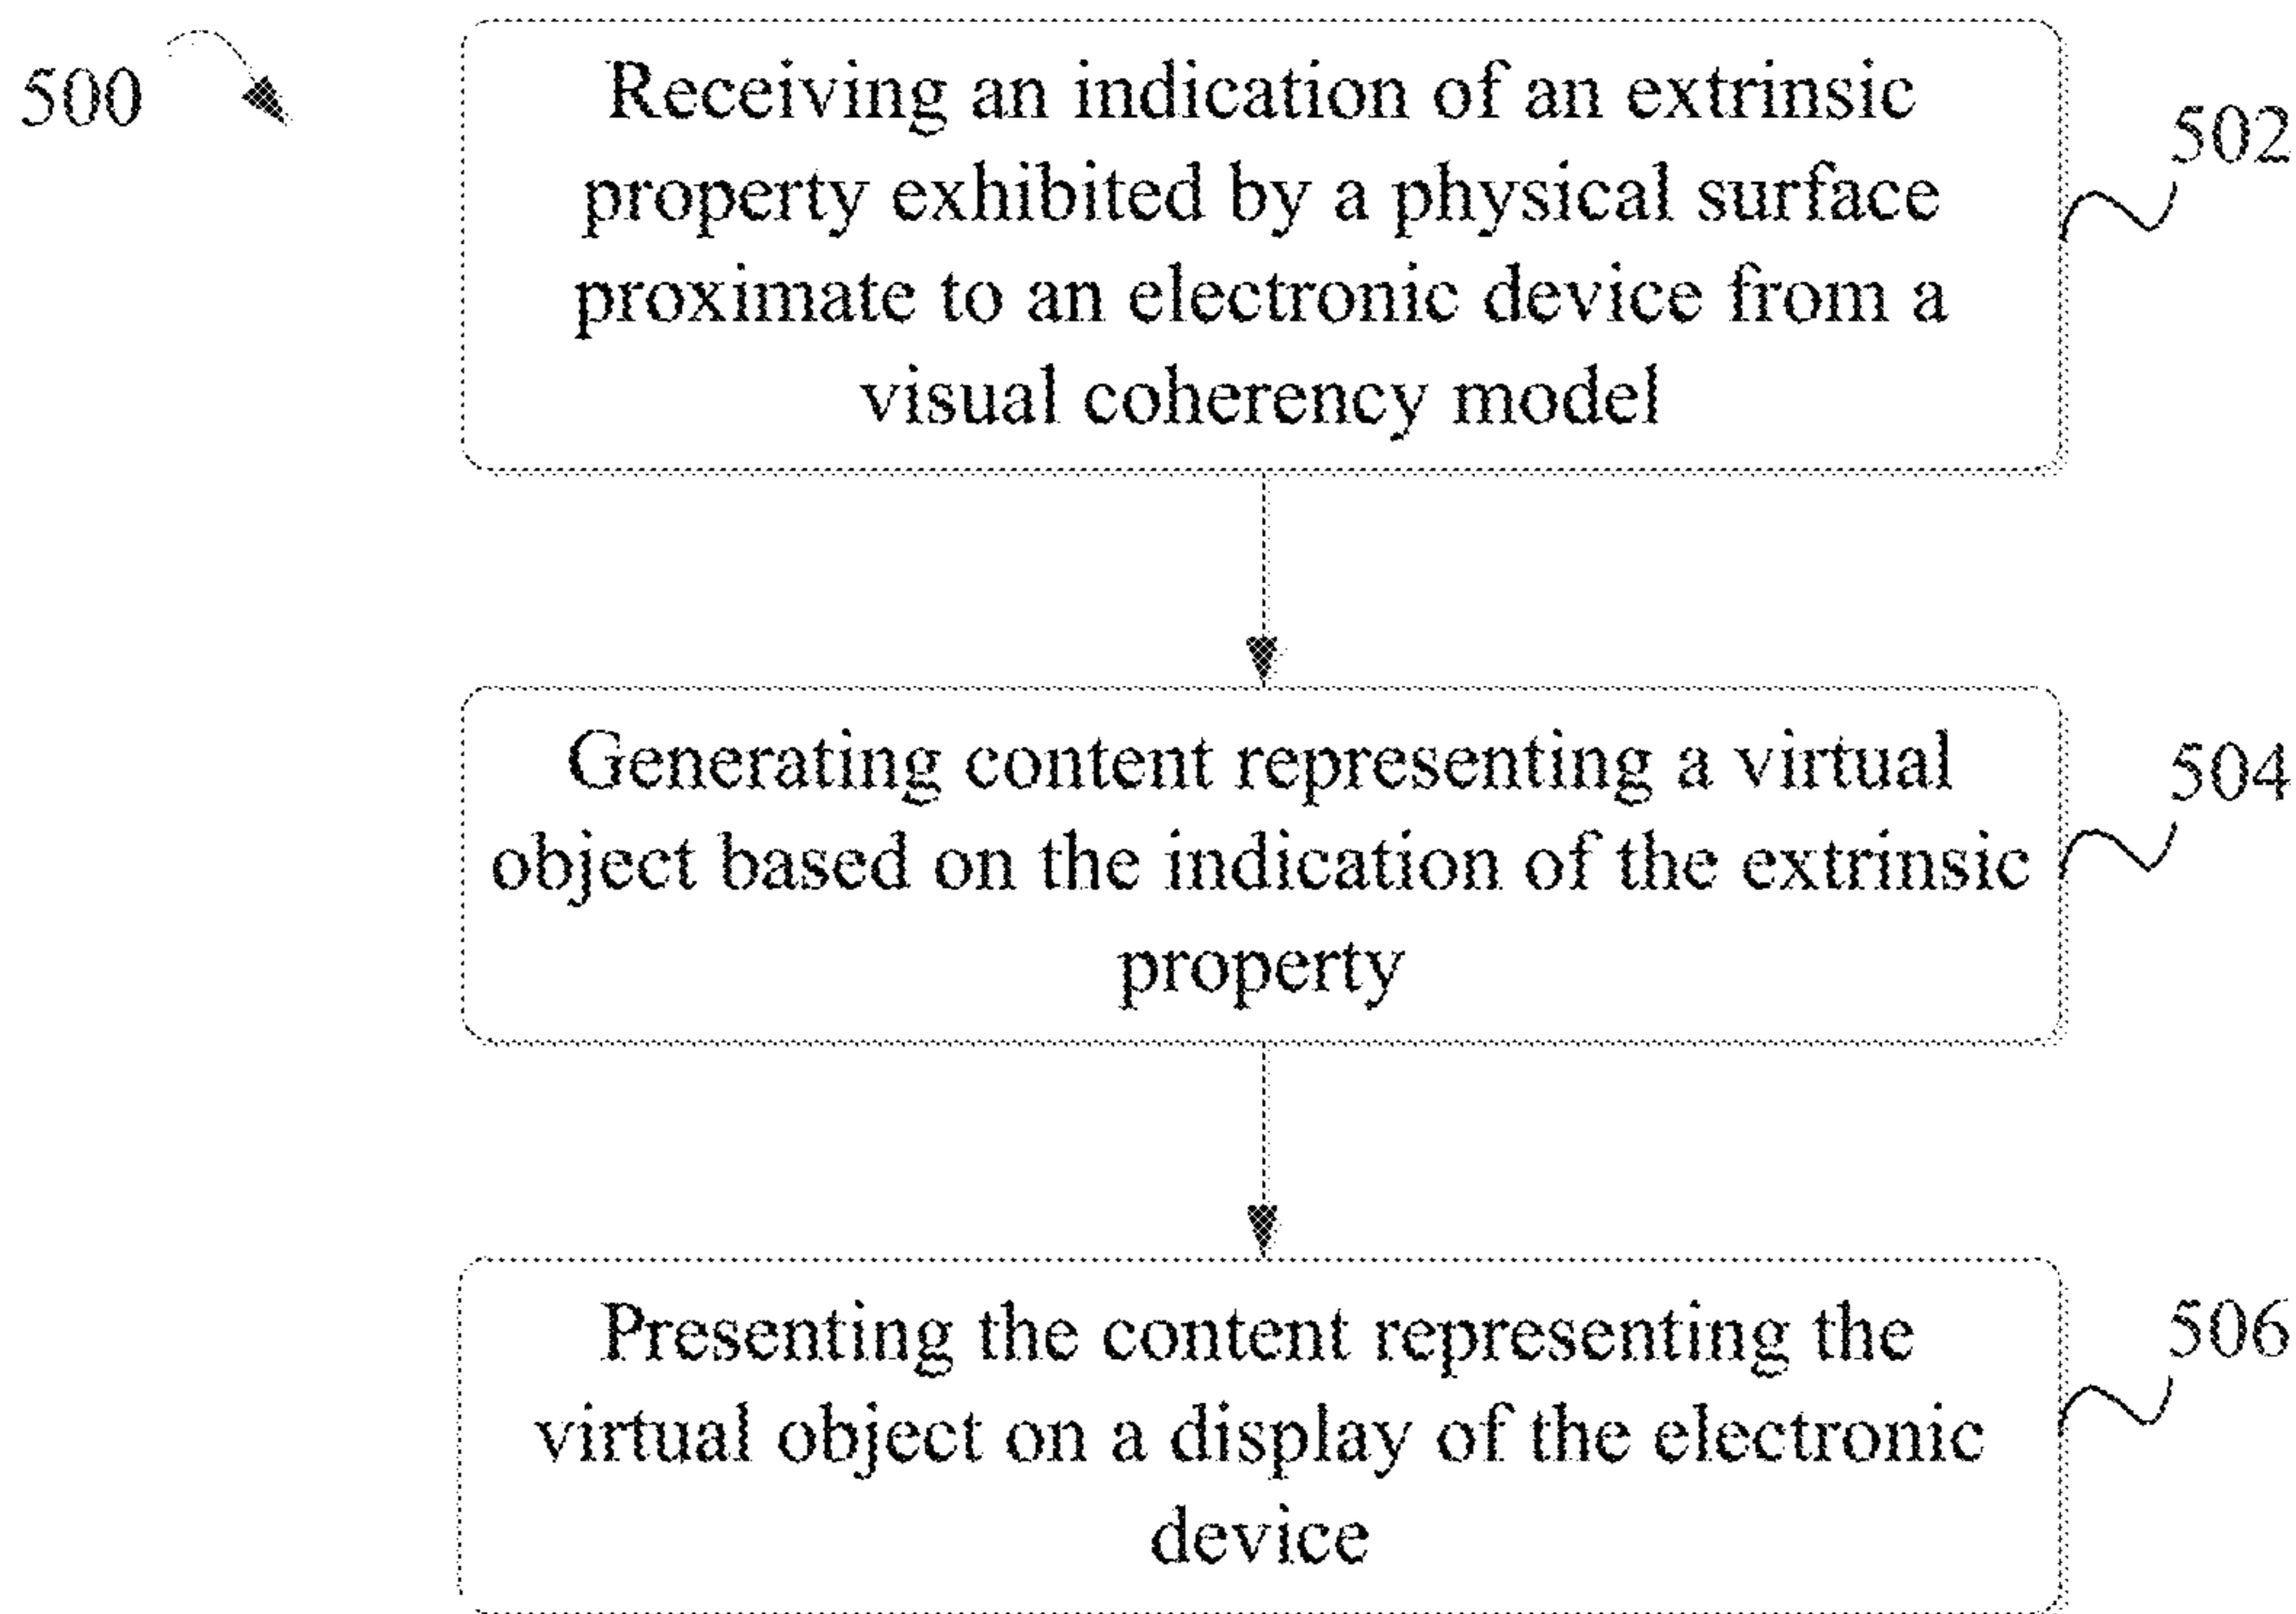 500
Receiving an indication of an extrinsic
property exhibited by a physical surface
proximate to an electronic device from a
visual coherency model
502
Generating content representing a virtual
object based on the indication of the extrinsic
property
504
Presenting the content representing the
virtual object on a display of the electronic
device
506